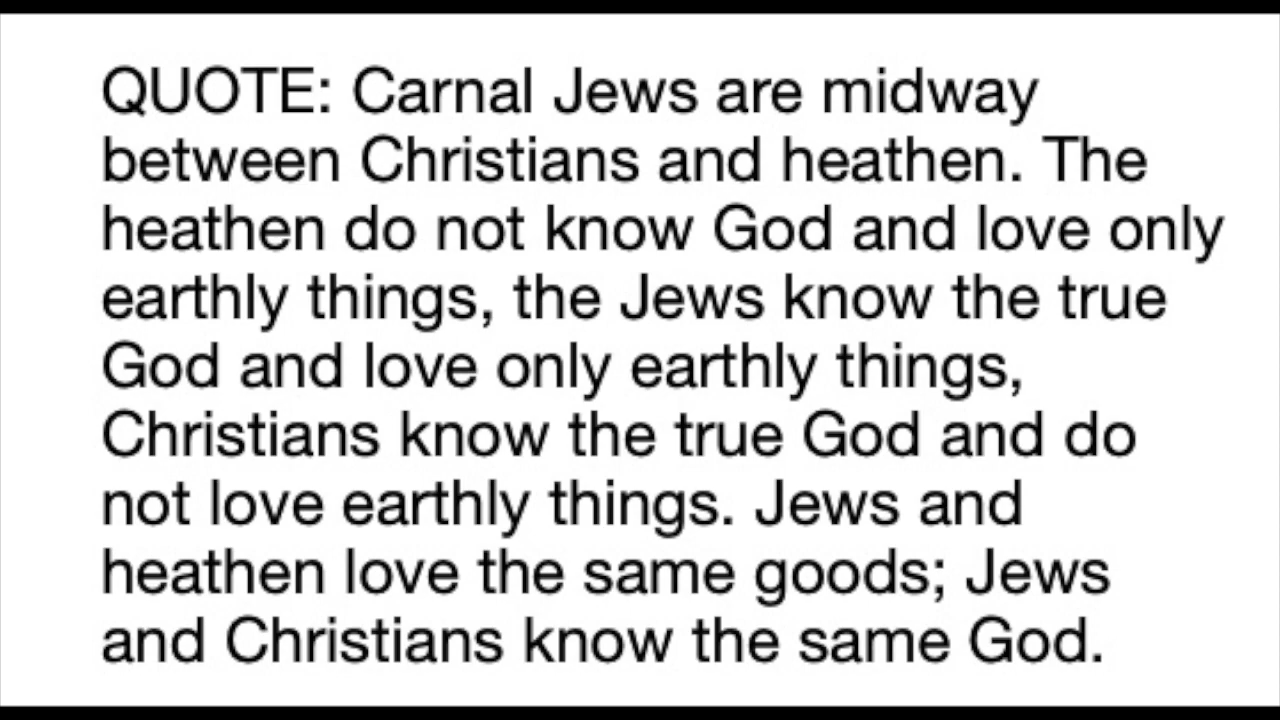 QUOTE: Carnal Jews are midway
between Christians and heathen. The
heathen do not know God and love only
earthly things, the Jews know the true
God and love only earthly things,
Christians know the true God and do
not love earthly things. Jews and
heathen love the same goods; Jews
and Christians know the same God.